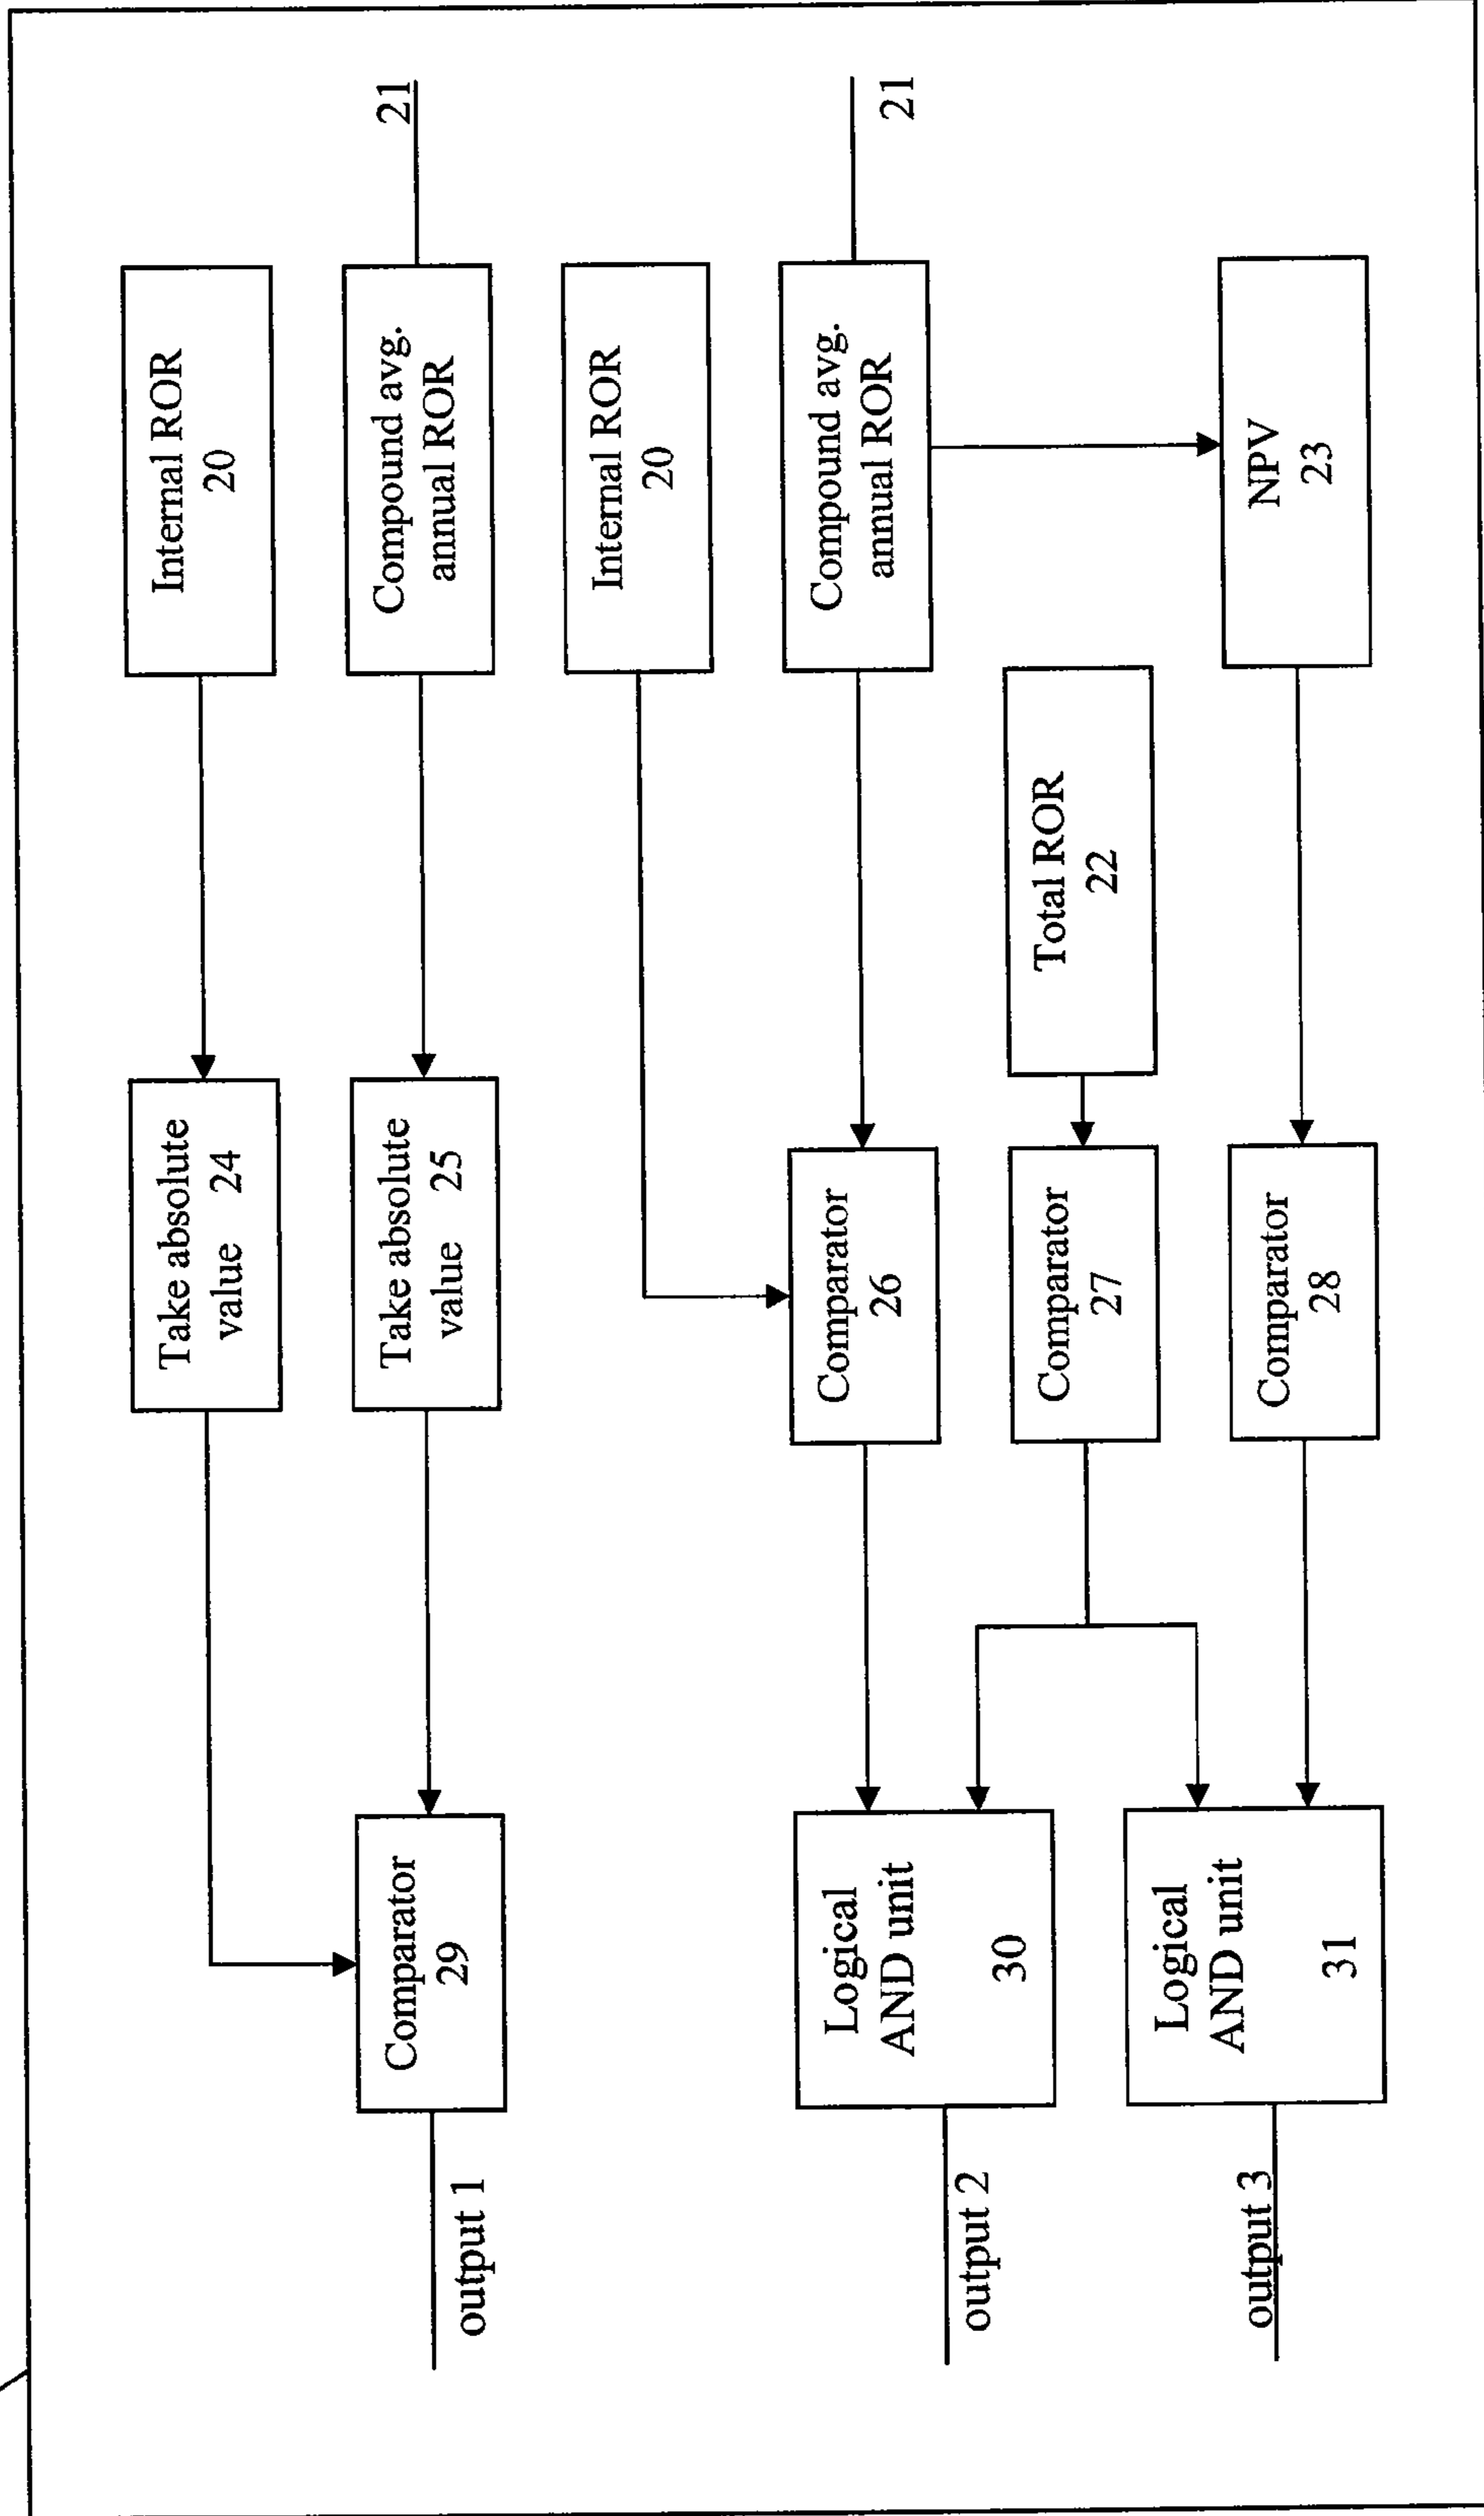 Internal ROR
20
21
Compound avg.
annual ROR
Internal ROR
20
21
Compound avg.
annual ROR
NPV
23
Total ROR
22
Take absolute
value 24
Take absolute
value 25
Comparator
26
Comparator
27
Comparator
28
Comparator
29
Logical
AND unit
30
Logical
AND unit
31
output 1
output 2
output 3